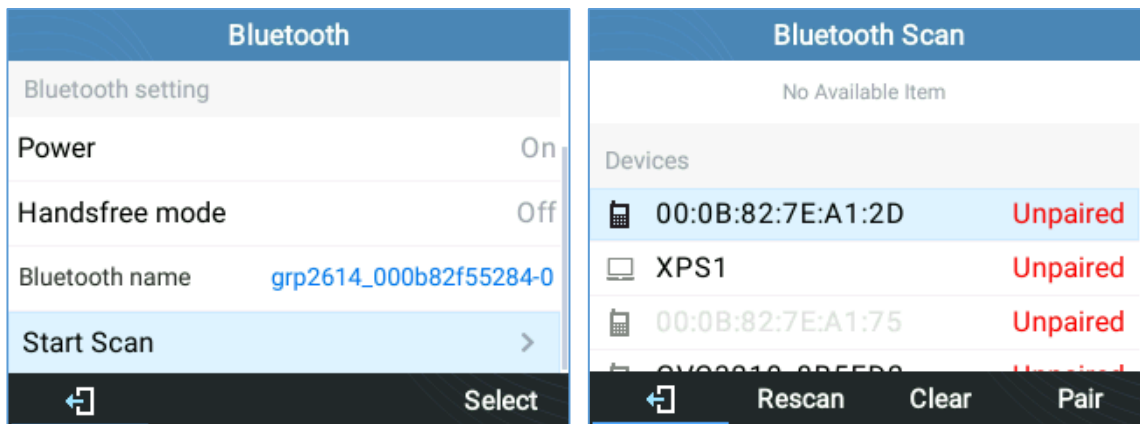 Bluetooth
Bluetooth setting
Power On
Handsfree mode Off
Bluetooth name grp2614_000b82f55284-0
Start Scan
Select
Bluetooth Scan
No Available Item
Devices
00:0B:82:7E:A1:2D Unpaired
XPS1 Unpaired
00:0B:82:7E:A1:75 Unpaired
Rescan Clear Pair